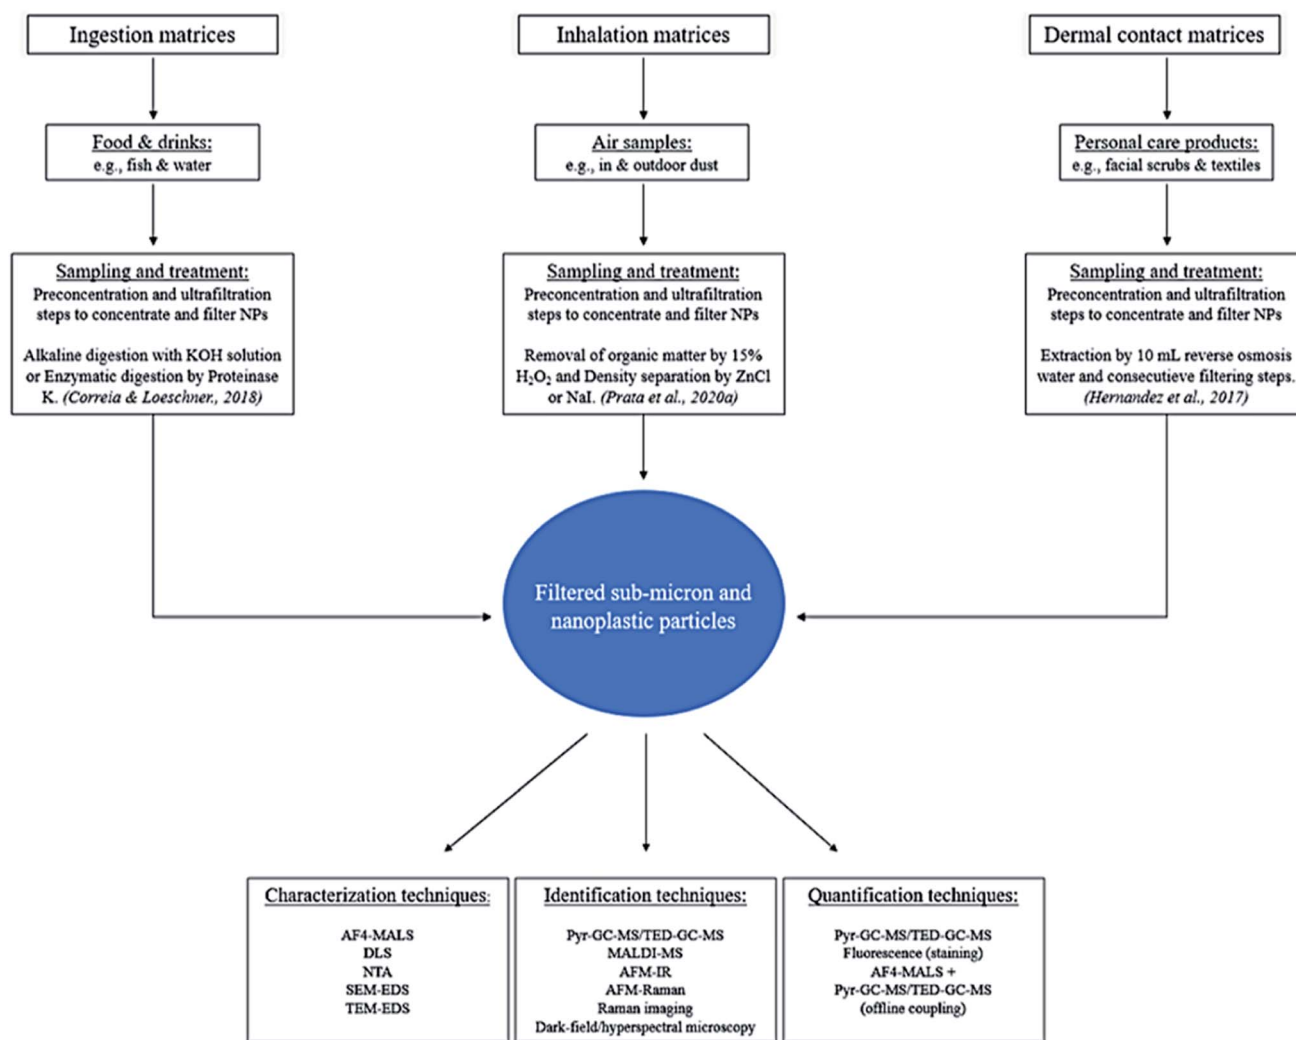 Ingestion matrices
Inhalation matrices
Dermal contact matrices
Food & drinks:
e.g., fish & water
Air samples:
e.g., in & outdoor dust
Personal care products:
e.g., facial scrubs & textiles
Sampling and treatment:
Preconcentration and ultrafiltration
steps to concentrate and filter NPs
Alkaline digestion with KOH solution
or Enzymatic digestion by Proteinase
K. (Correia & Loeschner., 2018)
Sampling and treatment:
Preconcentration and ultrafiltration
steps to concentrate and filter NPs
Removal of organic matter by 15%
H₂O₂ and Density separation by ZnCl
or NaI. (Prata et al., 2020a)
Sampling and treatment:
Preconcentration and ultrafiltration
steps to concentrate and filter NPs
Extraction by 10 mL reverse osmosis
water and consecutieve filtering steps.
(Hernandez et al., 2017)
Filtered sub-micron and
nanoplastic particles
Characterization techniques:
AF4-MALS
DLS
NTA
SEM-EDS
TEM-EDS
Identification techniques:
Pyr-GC-MS/TED-GC-MS
MALDI-MS
AFM-IR
AFM-Raman
Raman imaging
Dark-field/hyperspectral microscopy
Quantification techniques:
Pyr-GC-MS/TED-GC-MS
Fluorescence (staining)
AF4-MALS +
Pyr-GC-MS/TED-GC-MS
(offline coupling)